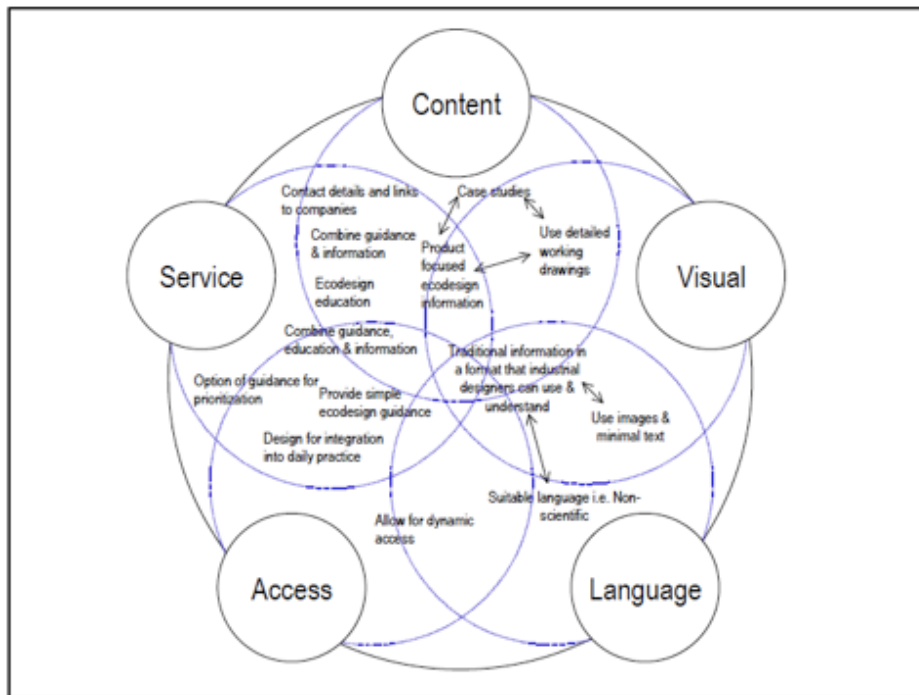 Content
Contact details and links
to companies
Case studies
Combine guidance
& information
Product
focused
ecodesign
information
Use detailed
working
drawings
Service
Visual
Ecodesign
education
Combine guidance,
education & information
Traditional information in
a format that industrial
designers can use &
understand
Option of guidance for
prioritization
Provide simple
ecodesign guidance
Use images &
minimal text
Design for integration
into daily practice
Suitable language i.e. Non-
scientific
Allow for dynamic
access
Access
Language